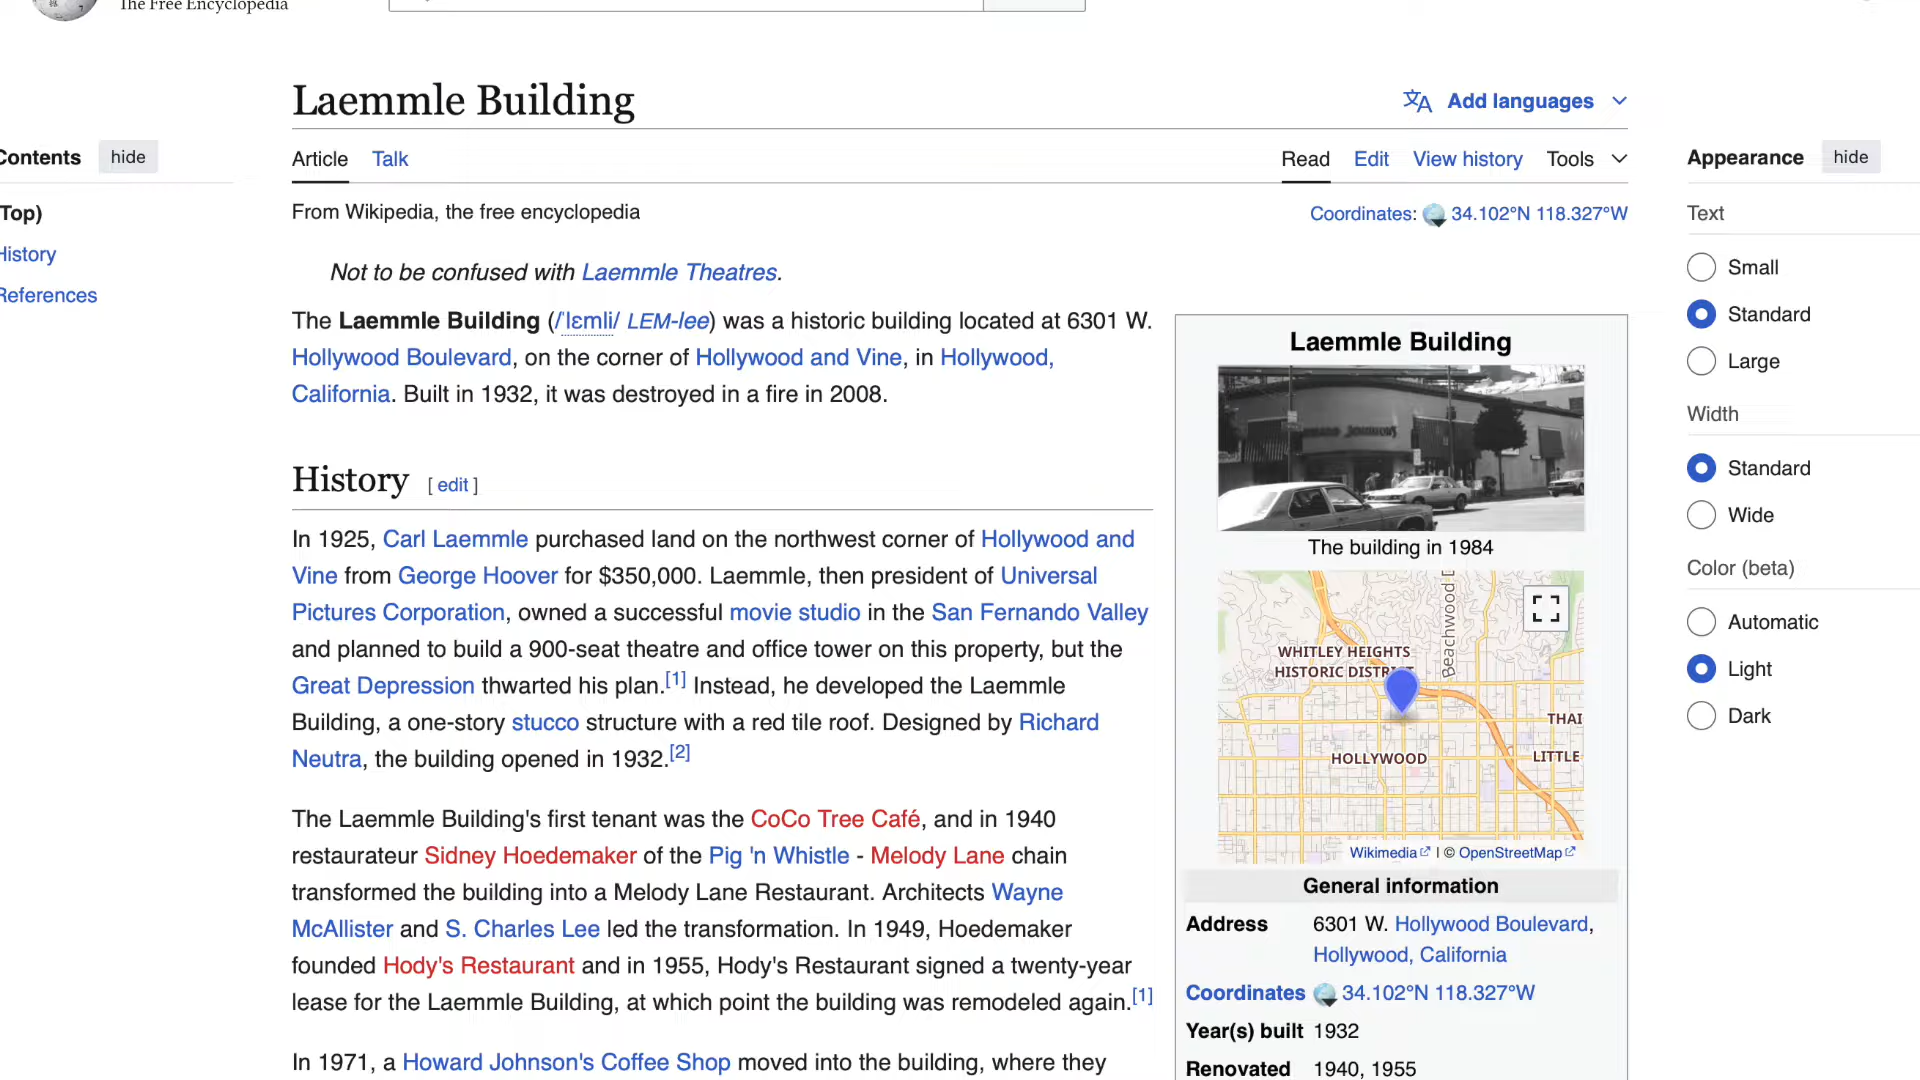 The Free Encyclopedia
Laemmle Building
Add languages
Contents hide
Article Talk
Read Edit View history Tools
Appearance hide
(Top)
History
References
From Wikipedia, the free encyclopedia
Coordinates: 34.102°N 118.327°W
Not to be confused with Laemmle Theatres.
The Laemmle Building (/ˈlɛmli/ LEM-lee) was a historic building located at 6301 W.
Hollywood Boulevard, on the corner of Hollywood and Vine, in Hollywood,
California. Built in 1932, it was destroyed in a fire in 2008.
History [ edit ]
In 1925, Carl Laemmle purchased land on the northwest corner of Hollywood and
Vine from George Hoover for $350,000. Laemmle, then president of Universal
Pictures Corporation, owned a successful movie studio in the San Fernando Valley
and planned to build a 900-seat theatre and office tower on this property, but the
Great Depression thwarted his plan.[1] Instead, he developed the Laemmle
Building, a one-story stucco structure with a red tile roof. Designed by Richard
Neutra, the building opened in 1932.[2]
The Laemmle Building's first tenant was the CoCo Tree Café, and in 1940
restaurateur Sidney Hoedemaker of the Pig 'n Whistle - Melody Lane chain
transformed the building into a Melody Lane Restaurant. Architects Wayne
McAllister and S. Charles Lee led the transformation. In 1949, Hoedemaker
founded Hody's Restaurant and in 1955, Hody's Restaurant signed a twenty-year
lease for the Laemmle Building, at which point the building was remodeled again.[1]
In 1971, a Howard Johnson's Coffee Shop moved into the building, where they
Laemmle Building
The building in 1984
Beachwood
WHITLEY HEIGHTS
HISTORIC DISTRICT
THAI
HOLLYWOOD
LITTLE
Wikimedia | © OpenStreetMap
General information
Address 6301 W. Hollywood Boulevard,
Hollywood, California
Coordinates 34.102°N 118.327°W
Year(s) built 1932
Renovated 1940, 1955
Text
Small
Standard
Large
Width
Standard
Wide
Color (beta)
Automatic
Light
Dark